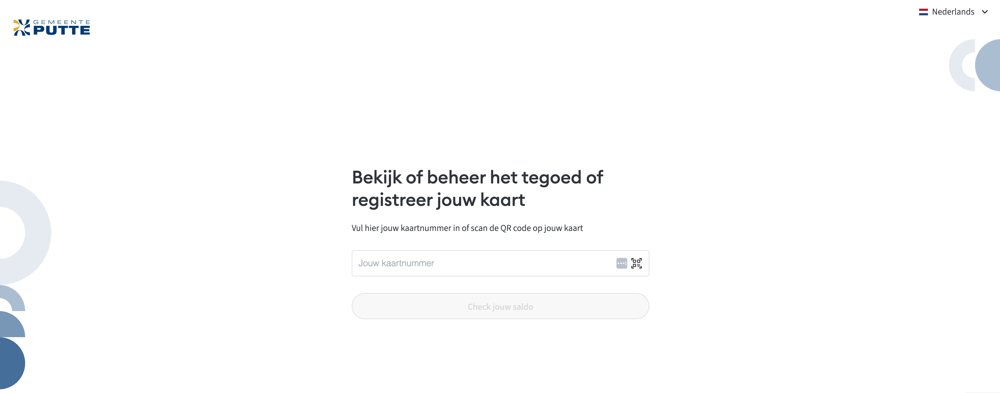 Nederlands
GEMEENTE
PUTTE
Bekijk of beheer het tegoed of
registreer jouw kaart
Vul hier jouw kaartnummer in of scan de QR code op jouw kaart
Jouw kaartnummer
Check jouw saldo